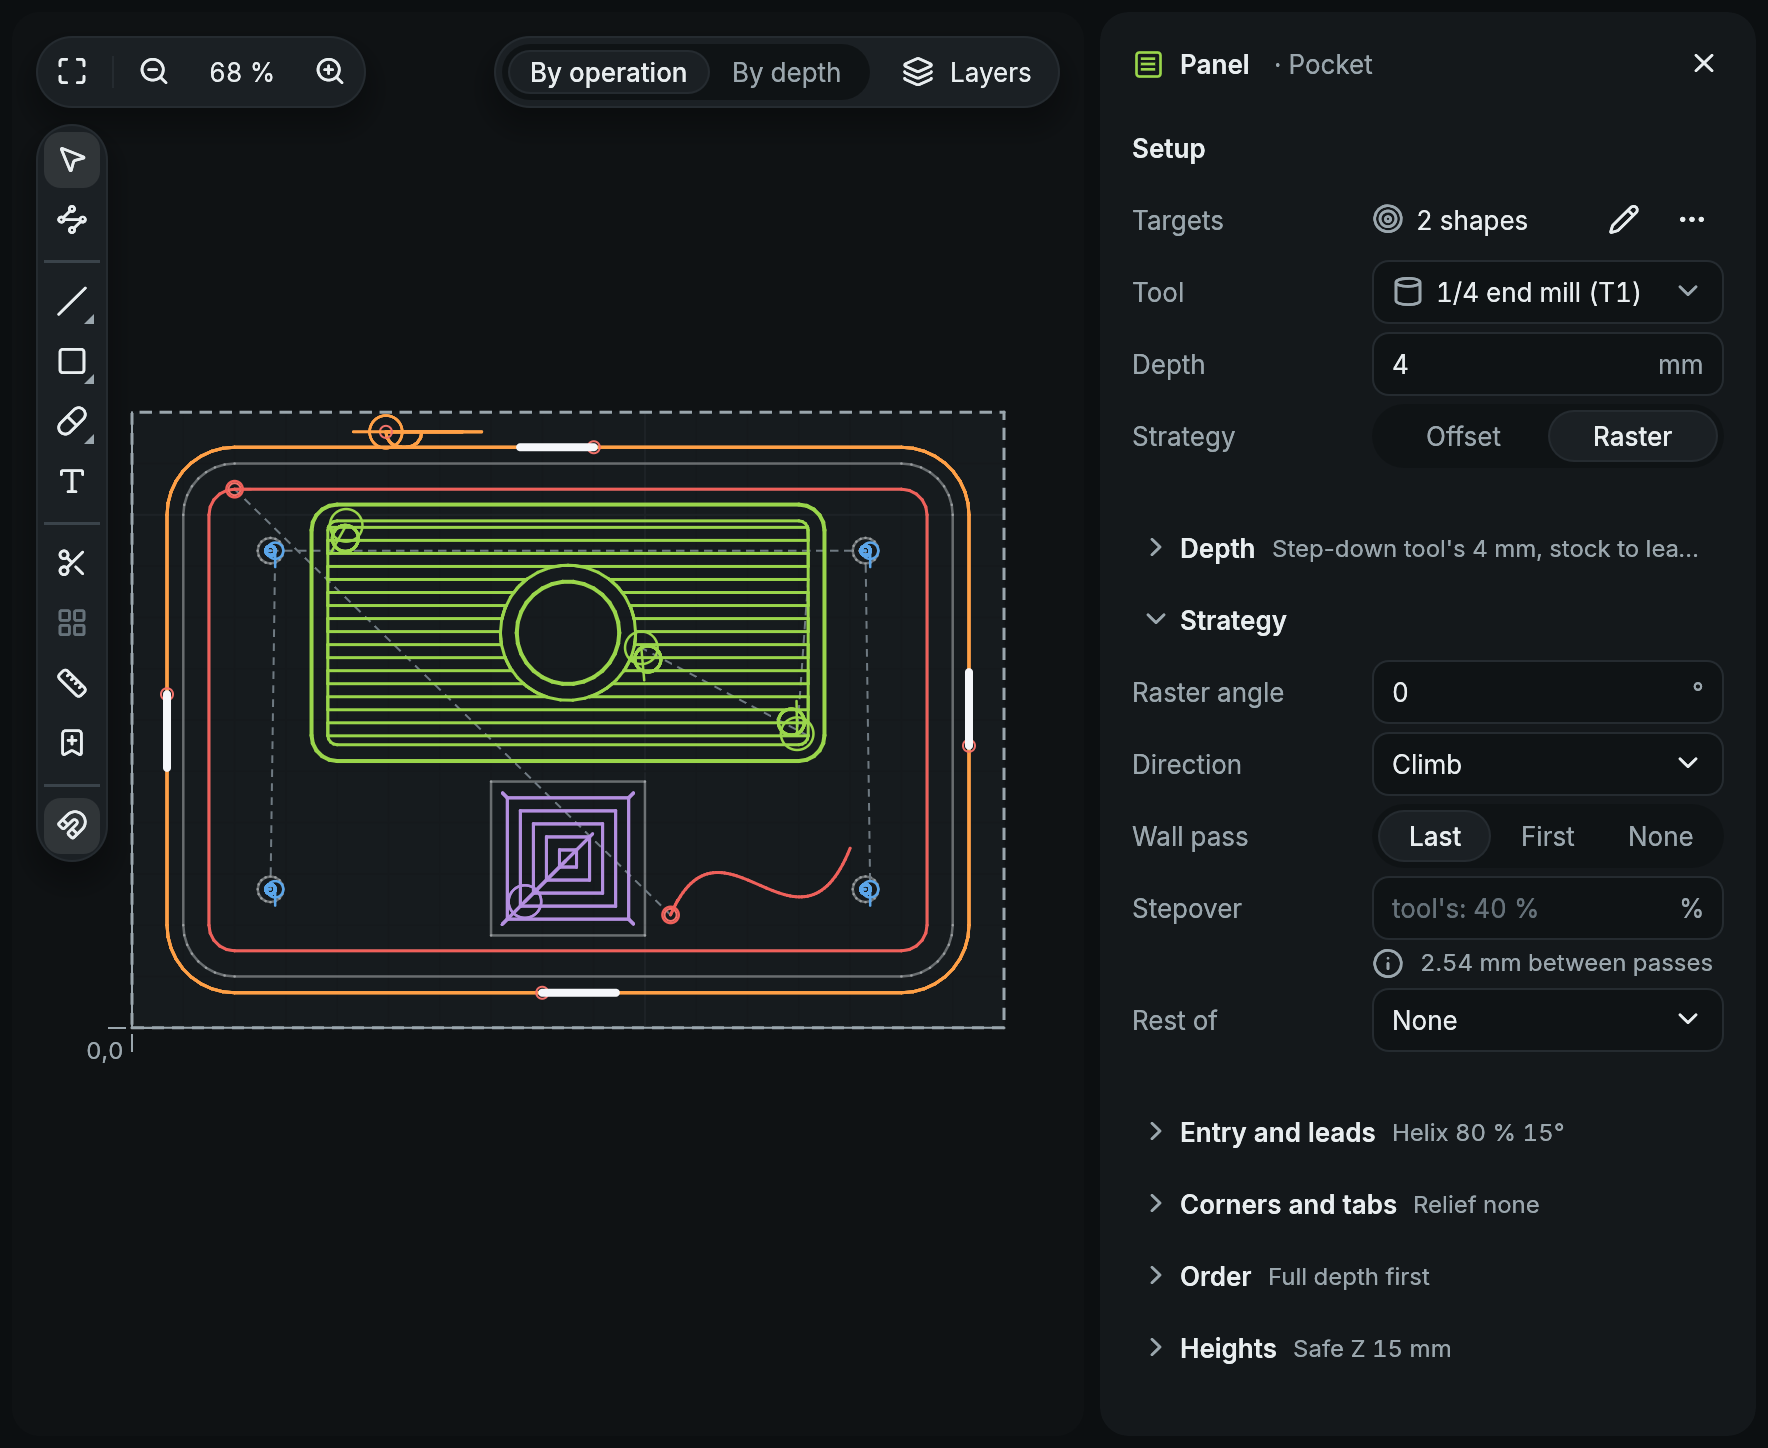 68 %
By operation
By depth
Layers
0,0
Panel · Pocket
Setup
Targets
2 shapes
Tool
1/4 end mill (T1)
Depth
4
mm
Strategy
Offset
Raster
Depth Step-down tool's 4 mm, stock to lea...
Strategy
Raster angle
0
°
Direction
Climb
Wall pass
Last
First
None
Stepover
tool's: 40 %
%
2.54 mm between passes
Rest of
None
Entry and leads Helix 80 % 15°
Corners and tabs Relief none
Order Full depth first
Heights Safe Z 15 mm